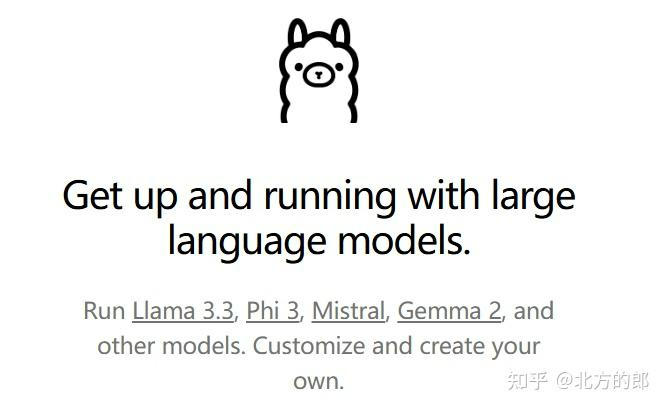 Get up and running with large
language models.
Run Llama 3.3, Phi 3, Mistral, Gemma 2, and
other models. Customize and create your
own.
知乎 @北方的郎